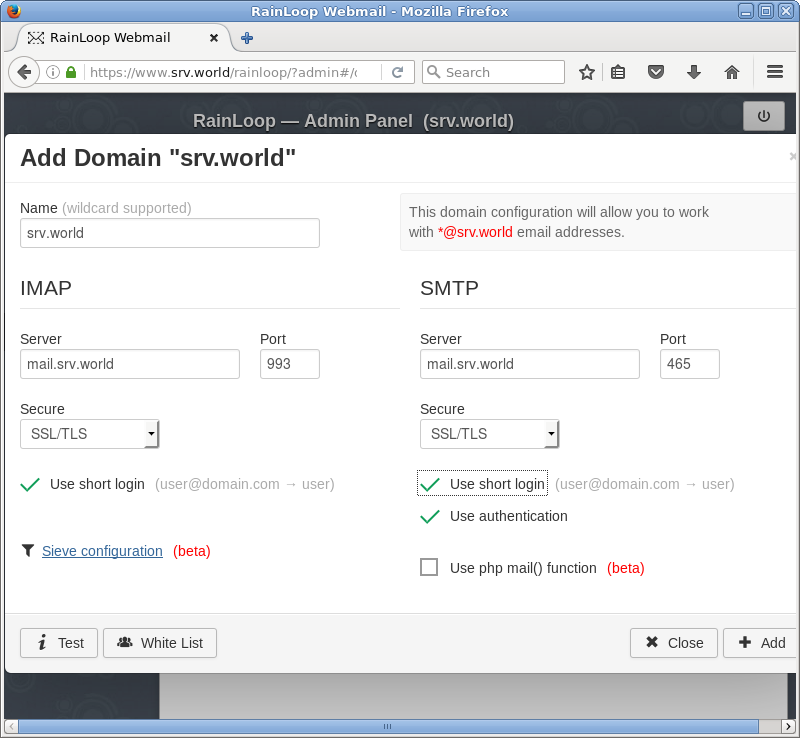 RainLoop Webmail - Mozilla Firefox
RainLoop Webmail
https://www.srv.world/rainloop/?admin#/c
Search
RainLoop — Admin Panel (srv.world)
Add Domain "srv.world"
Name (wildcard supported)
srv.world
This domain configuration will allow you to work
with *@srv.world email addresses.
IMAP
SMTP
Server Port
Server Port
mail.srv.world 993
mail.srv.world 465
Secure
Secure
SSL/TLS
SSL/TLS
Use short login (user@domain.com → user)
Use short login (user@domain.com → user)
Use authentication
Sieve configuration (beta)
Use php mail() function (beta)
Test
White List
Close
Add